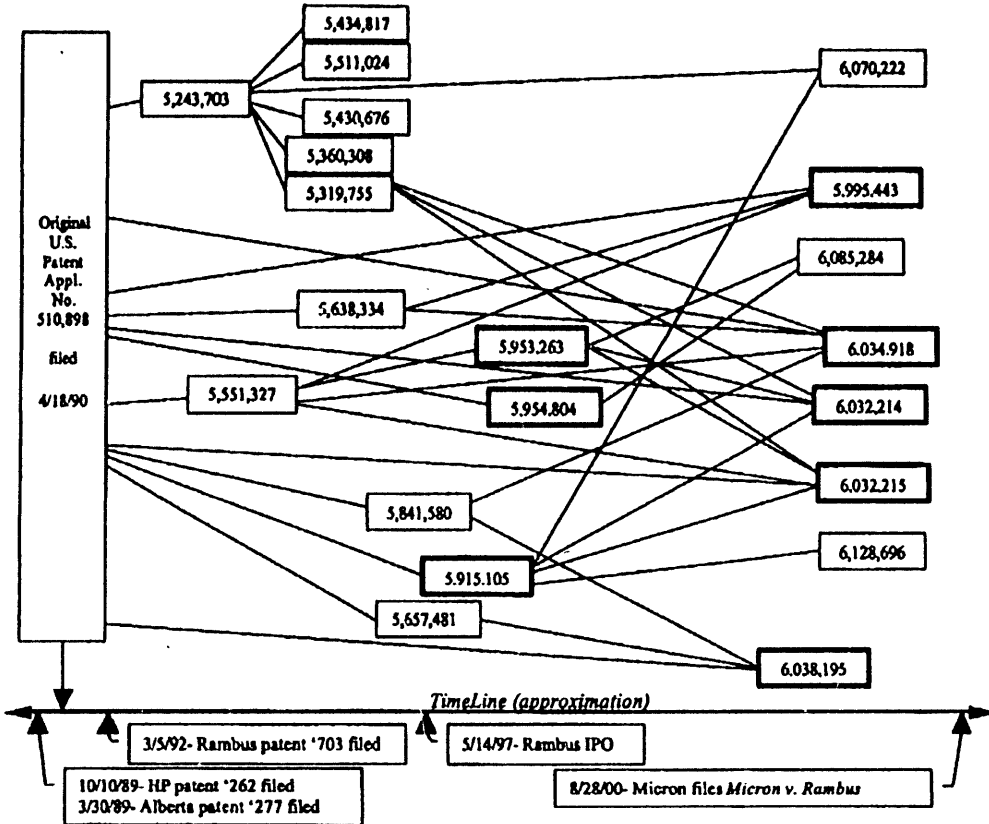 5,434,817
5,511,024
6,070,222
5,243,703
5,430,676
5,360,308
5,319,755
5.995.443
Original
U.S.
Patent
Appl.
No.
510,898
filed
4/18/90
6,085,284
5,638,334
5,953,263
6.034.918
5,551,327
5,954,804
6,032,214
6,032,215
5,841,580
6,128,696
5.915.105
5,657,481
6,038,195
TimeLine (approximation)
3/5/92- Rambus patent ‘703 filed
5/14/97- Rambus IPO
10/10/89- HP patent ‘262 filed
3/30/89- Alberta patent ‘277 filed
8/28/00- Micron files Micron v. Rambus